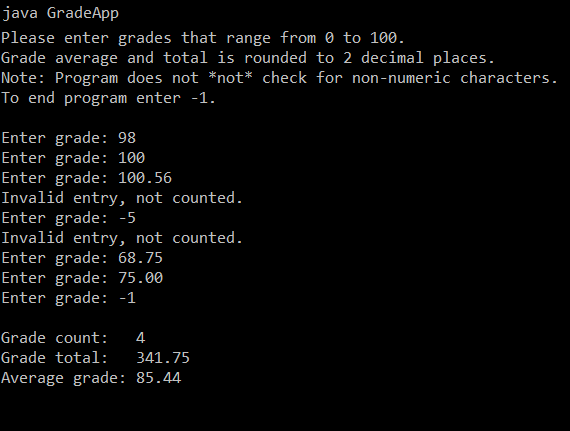 java GradeApp
Please enter grades that range from 0 to 100.
Grade average and total is rounded to 2 decimal places.
Note: Program does not *not* check for non-numeric characters.
To end program enter -1.
Enter grade: 98
Enter grade: 100
Enter grade: 100.56
Invalid entry, not counted.
Enter grade: -5
Invalid entry, not counted.
Enter grade: 68.75
Enter grade: 75.00
Enter grade: -1
Grade count:   4
Grade total:   341.75
Average grade: 85.44